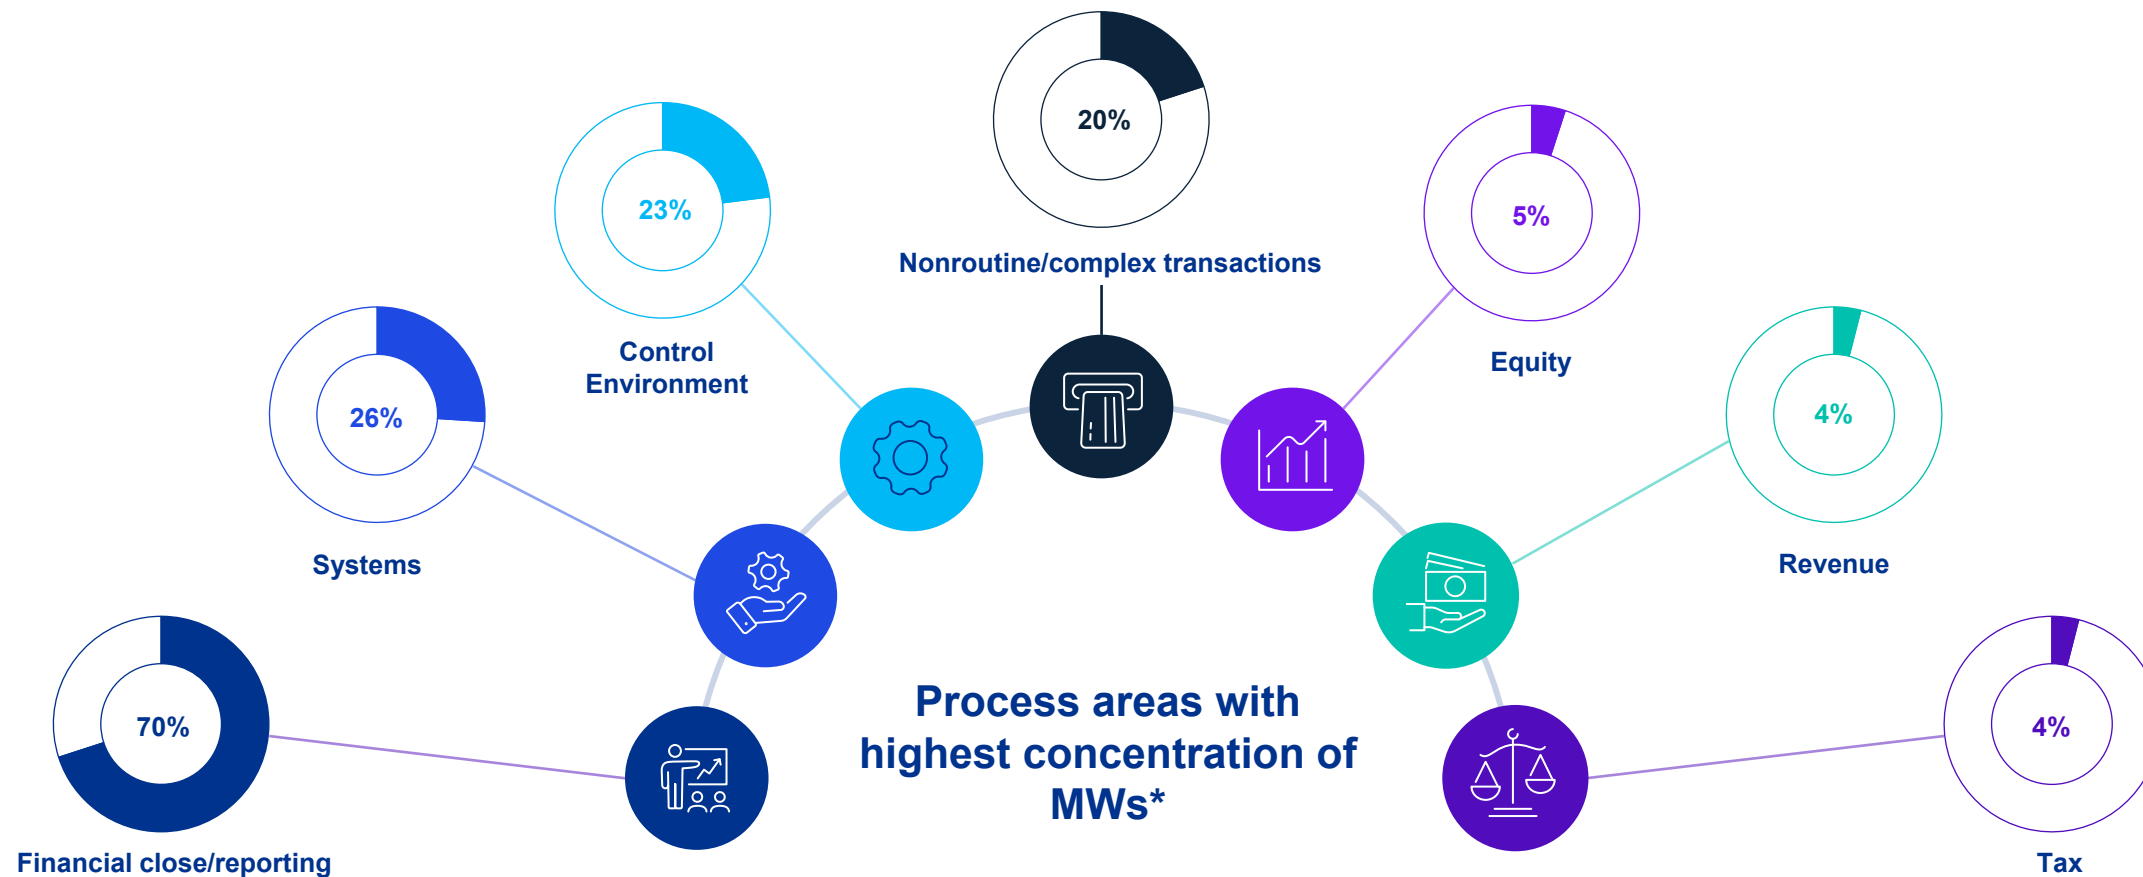 20%
Nonroutine/complex transactions
23%
Control
Environment
5%
Equity
26%
Systems
4%
Revenue
70%
Financial close/reporting
Process areas with
highest concentration of
MWs*
4%
Tax